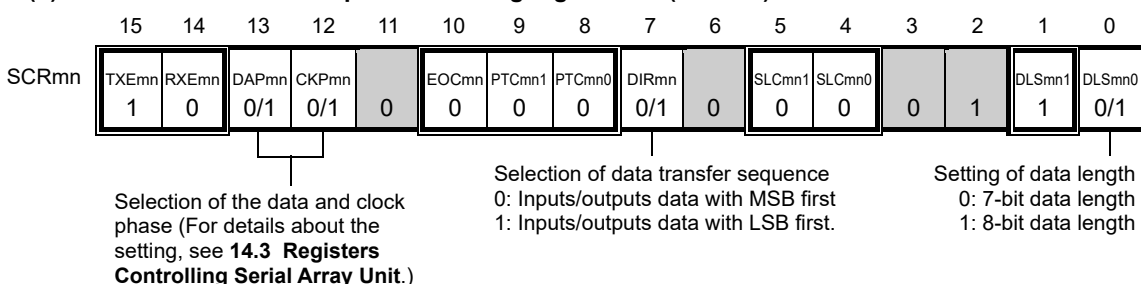 15 14 13 12 11 10 9 8 7 6 5 4 3 2 1 0
SCRmn
TXEmn RXEmn DAPmn CKPmn EOCmn PTCmn1 PTCmn0 DIRmn SLCmn1 SLCmn0 DLSmn1 DLSmn0
1 0 0/1 0/1 0 0 0 0 0/1 0 0 0 0 1 1 0/1
Selection of the data and clock
phase (For details about the
setting, see 14.3 Registers
Controlling Serial Array Unit.)
Selection of data transfer sequence
0: Inputs/outputs data with MSB first
1: Inputs/outputs data with LSB first.
Setting of data length
0: 7-bit data length
1: 8-bit data length